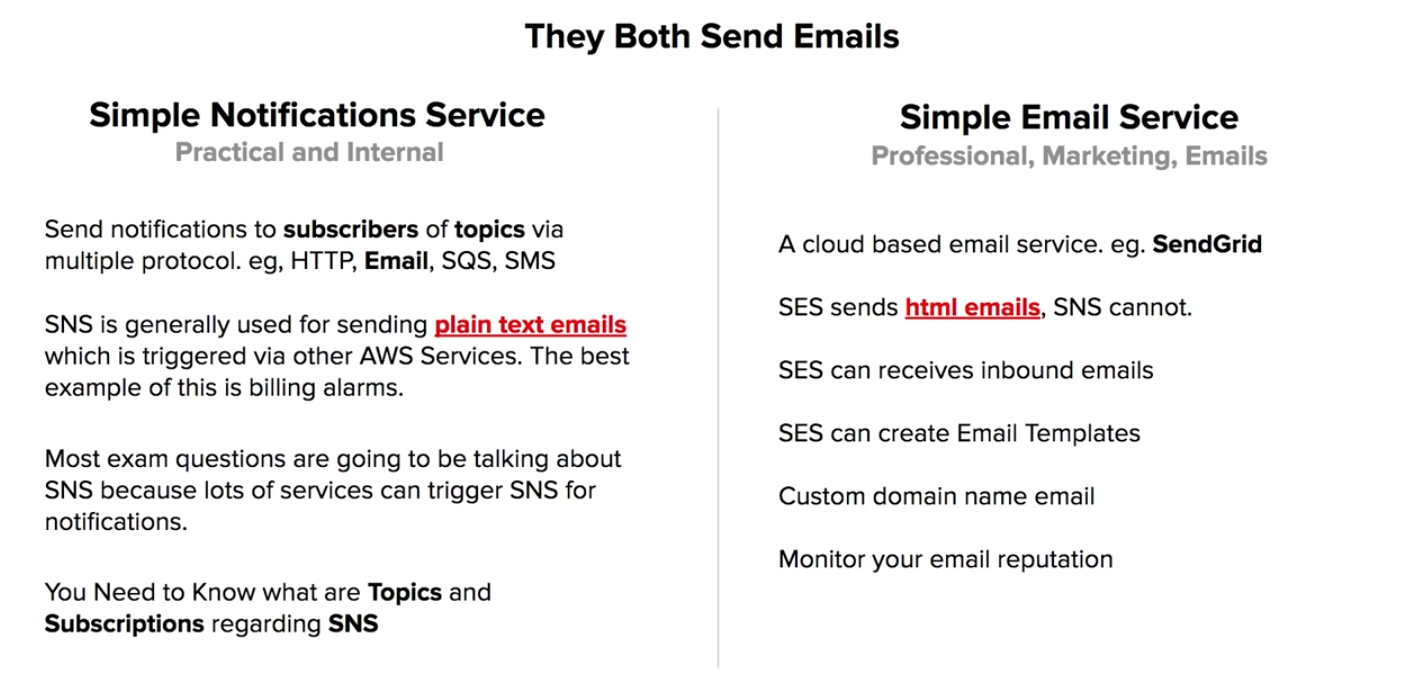 They Both Send Emails
Simple Notifications Service
Practical and Internal
Send notifications to subscribers of topics via
multiple protocol. eg, HTTP, Email, SQS, SMS
SNS is generally used for sending plain text emails
which is triggered via other AWS Services. The best
example of this is billing alarms.
Most exam questions are going to be talking about
SNS because lots of services can trigger SNS for
notifications.
You Need to Know what are Topics and
Subscriptions regarding SNS
Simple Email Service
Professional, Marketing, Emails
A cloud based email service. eg. SendGrid
SES sends html emails, SNS cannot.
SES can receives inbound emails
SES can create Email Templates
Custom domain name email
Monitor your email reputation